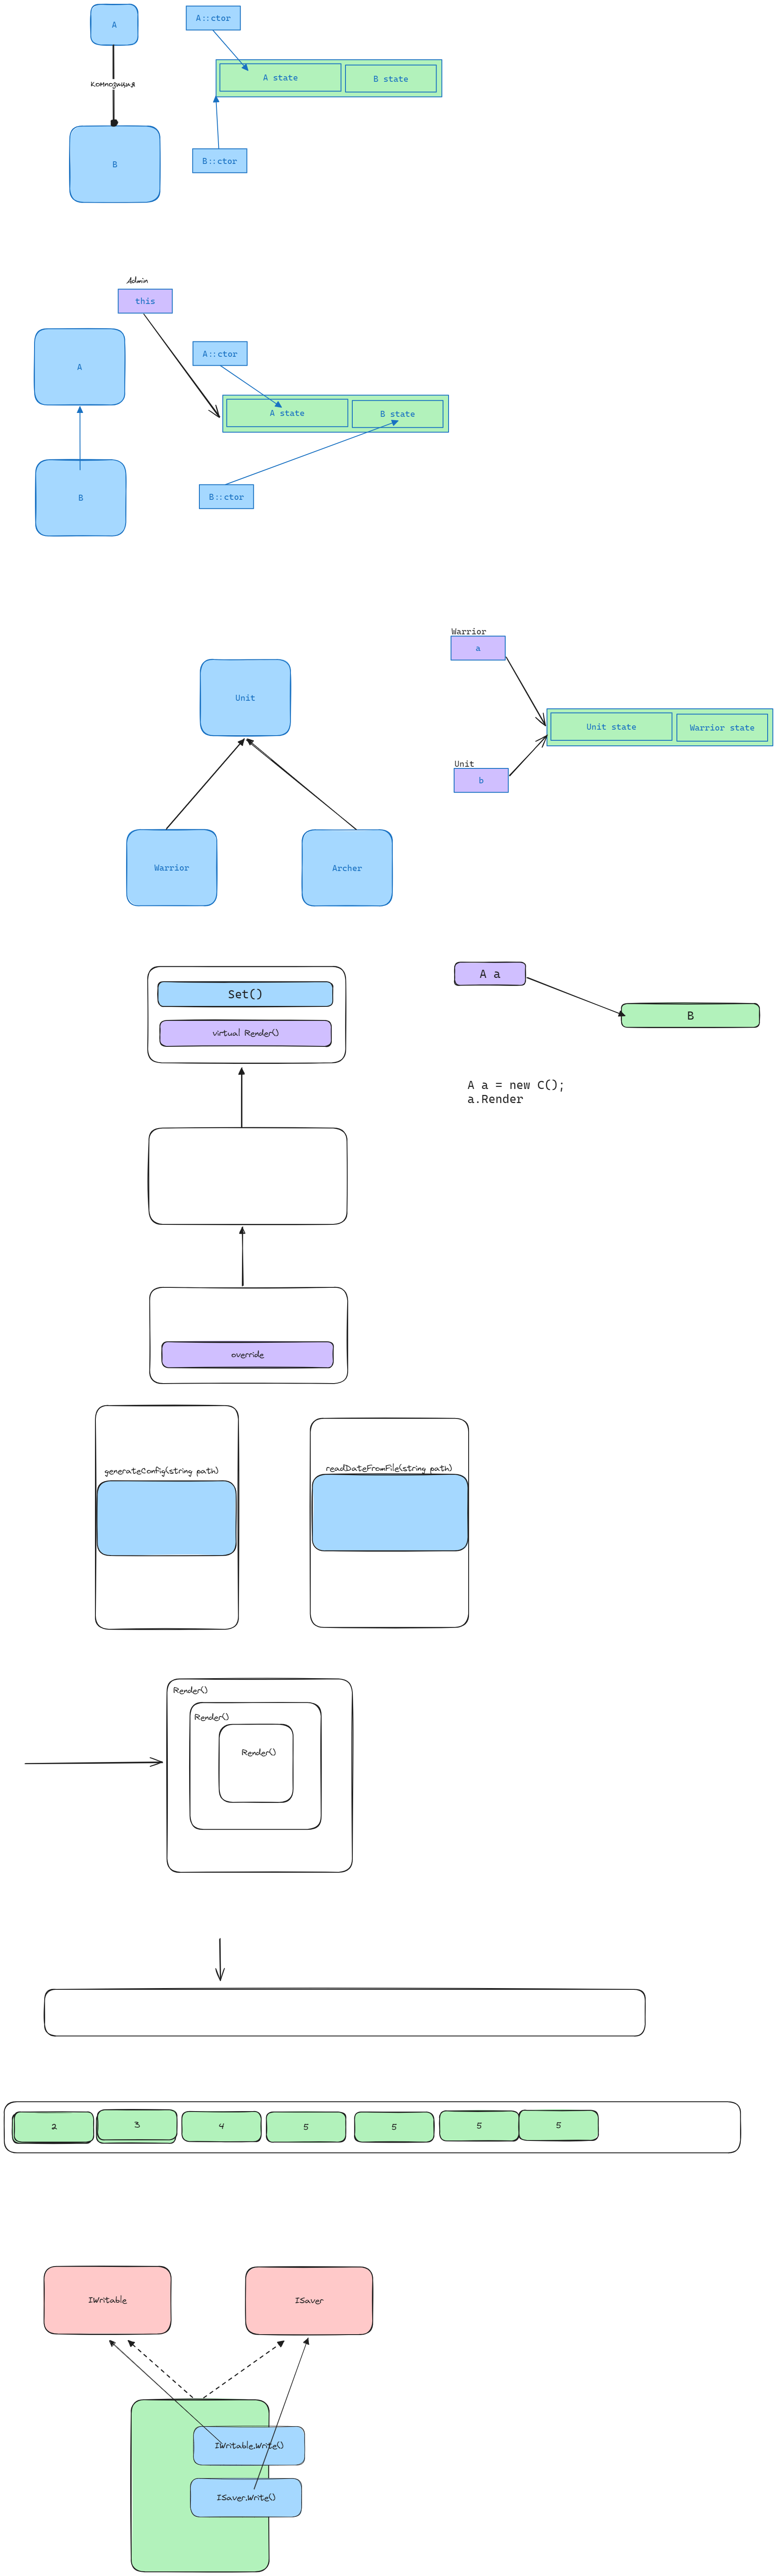 A
A::ctor
A state
B state
Композиция
B::ctor
B
Admin
this
A
A::ctor
A state
B state
B::ctor
B
Warrior
a
Unit
Unit state
Warrior state
Unit
b
Warrior
Archer
A a
Set()
B
virtual Render()
A a = new C();
a.Render
override
generateConfig(string path)
readDateFromFile(string path)
Render()
Render()
Render()
2
3
4
5
5
5
5
IWritable
ISaver
IWritable.Write()
ISaver.Write()